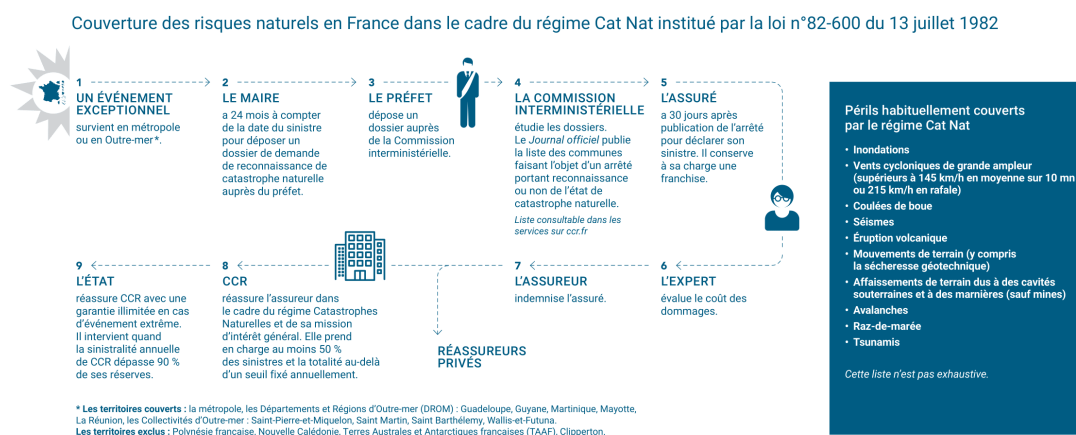 Couverture des risques naturels en France dans le cadre du régime Cat Nat institué par la loi n°82-600 du 13 juillet 1982
1
UN ÉVÉNEMENT
EXCEPTIONNEL
survient en métropole
ou en Outre-mer*.
2
LE MAIRE
a 24 mois à compter
de la date du sinistre
pour déposer un
dossier de demande
de reconnaissance de
catastrophe naturelle
auprès du préfet.
3
LE PRÉFET
dépose un
dossier auprès
de la Commission
interministérielle.
4
LA COMMISSION
INTERMINISTÉRIELLE
étudie les dossiers.
Le Journal officiel publie
la liste des communes
faisant l'objet d'un arrêté
portant reconnaissance
ou non de l'état de
catastrophe naturelle.
Liste consultable dans les
services sur ccr.fr
5
L'ASSURÉ
a 30 jours après
publication de l'arrêté
pour déclarer son
sinistre. Il conserve
à sa charge une
franchise.
6
L'EXPERT
évalue le coût des
dommages.
7
L'ASSUREUR
indemnise l'assuré.
RÉASSUREURS
PRIVÉS
8
CCR
réassure l'assureur dans
le cadre du régime Catastrophes
Naturelles et de sa mission
d'intérêt général. Elle prend
en charge au moins 50 %
des sinistres et la totalité au-delà
d'un seuil fixé annuellement.
9
L'ÉTAT
réassure CCR avec une
garantie illimitée en cas
d'événement extrême.
Il intervient quand
la sinistralité annuelle
de CCR dépasse 90 %
de ses réserves.
Périls habituellement couverts
par le régime Cat Nat
• Inondations
• Vents cycloniques de grande ampleur
(supérieurs à 145 km/h en moyenne sur 10 mn
ou 215 km/h en rafale)
• Coulées de boue
• Séismes
• Éruption volcanique
• Mouvements de terrain (y compris
la sécheresse géotechnique)
• Affaissements de terrain dus à des cavités
souterraines et à des marnières (sauf mines)
• Avalanches
• Raz-de-marée
• Tsunamis
Cette liste n'est pas exhaustive.
* Les territoires couverts : la métropole, les Départements et Régions d'Outre-mer (DROM) : Guadeloupe, Guyane, Martinique, Mayotte,
La Réunion, les Collectivités d'Outre-mer : Saint-Pierre-et-Miquelon, Saint Martin, Saint Barthélemy, Wallis-et-Futuna.
Les territoires exclus : Polynésie française, Nouvelle Calédonie, Terres Australes et Antarctiques françaises (TAAF), Clipperton.